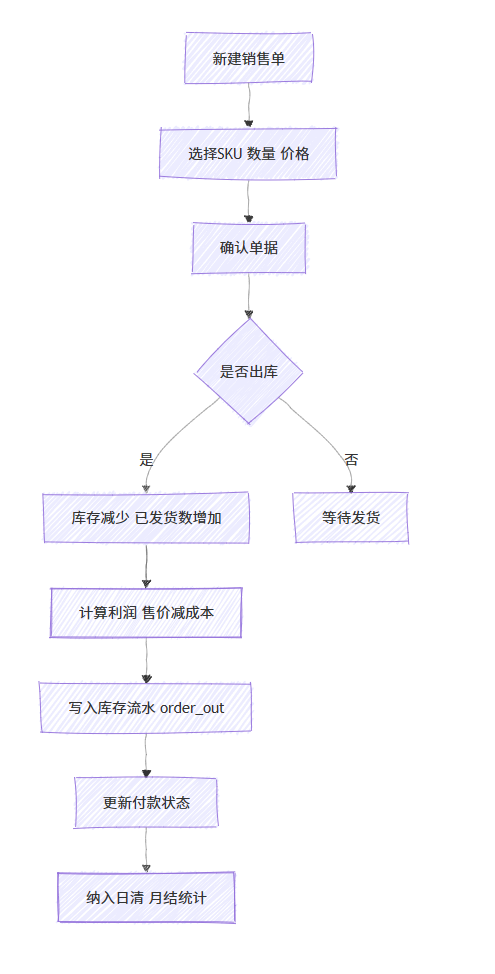 新建销售单
选择SKU 数量 价格
确认单据
是否出库
是
否
库存减少 已发货数增加
等待发货
计算利润 售价减成本
写入库存流水 order_out
更新付款状态
纳入日清 月结统计